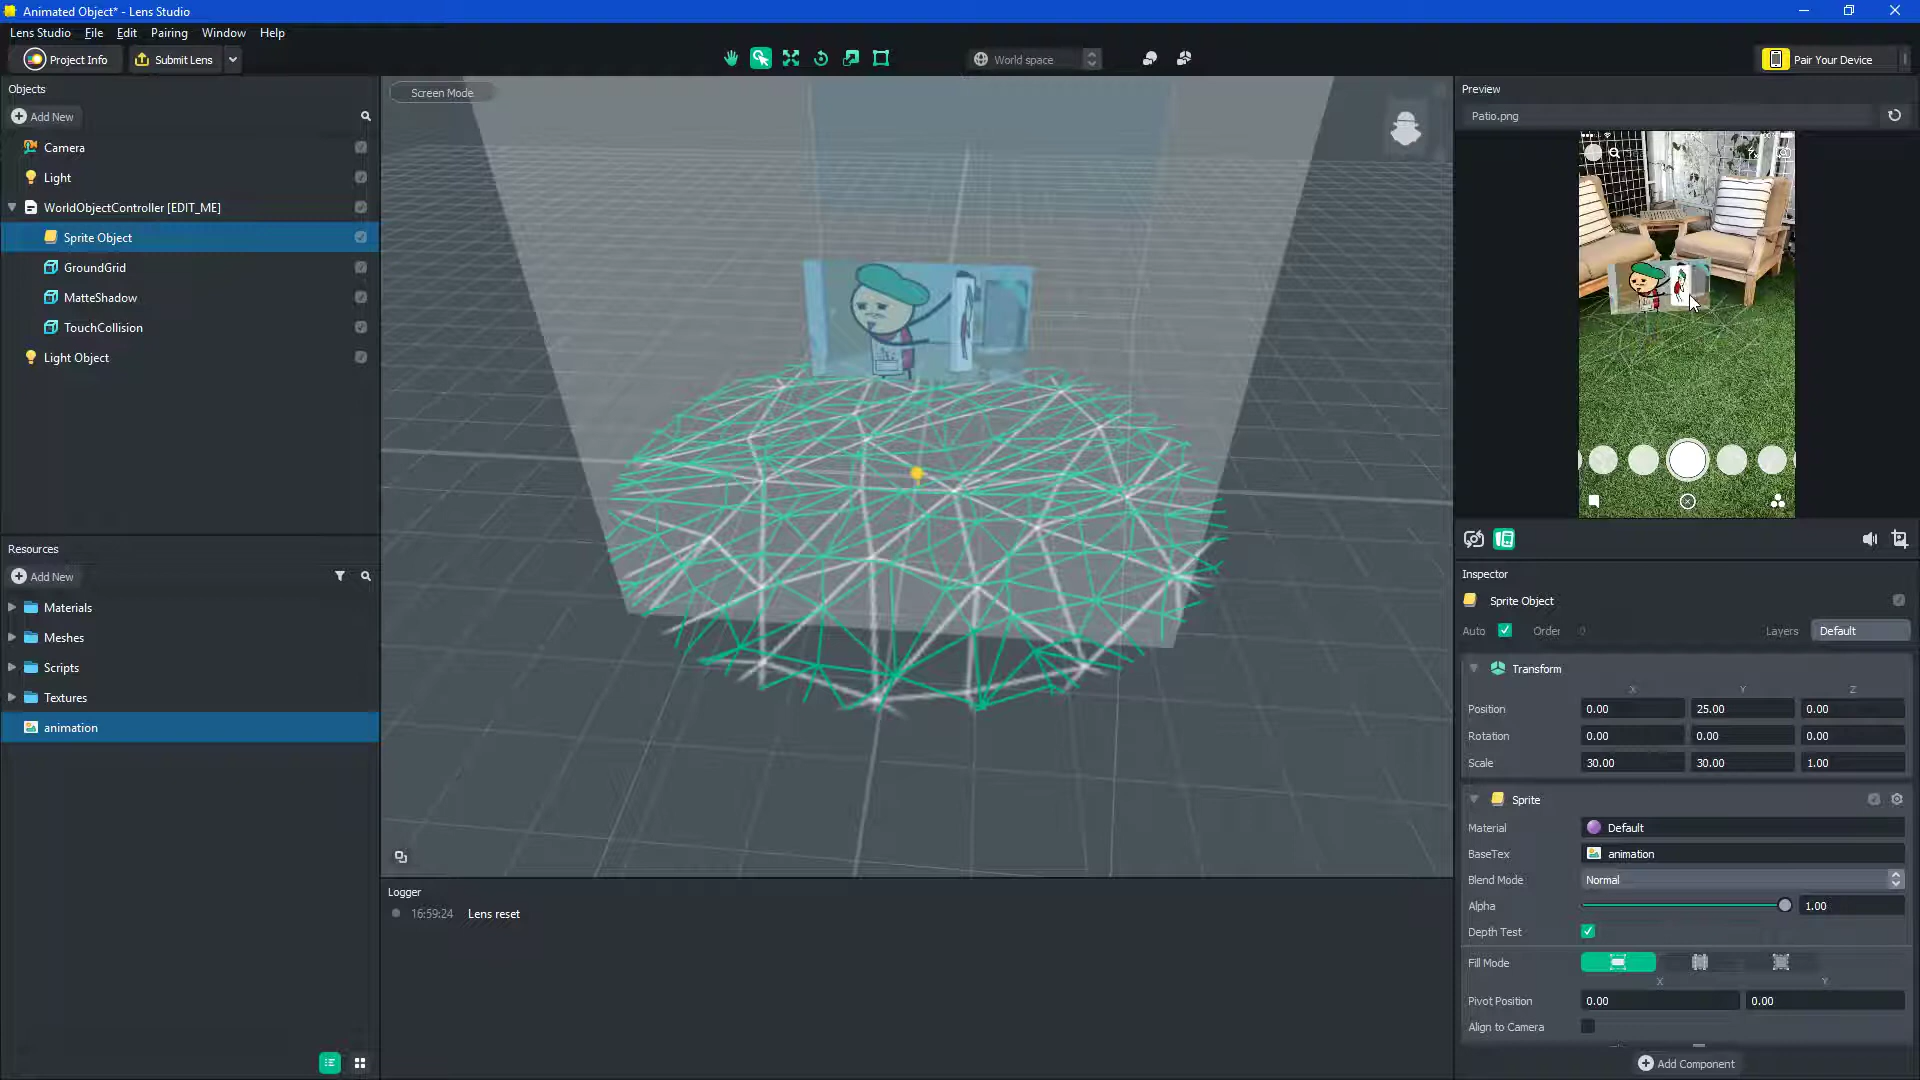 Animated Object* - Lens Studio
Lens Studio File Edit Pairing Window Help
Project Info Submit Lens World space Pair Your Device
Objects
Add New
Camera
Light
WorldObjectController [EDIT_ME]
Sprite Object
GroundGrid
MatteShadow
TouchCollision
Light Object
Resources
Add New
Materials
Meshes
Scripts
Textures
animation
Screen Mode
Logger
16:59:24 Lens reset
Preview
Patio.png
Inspector
Sprite Object
Auto Order 0 Layers Default
Transform
X Y Z
Position 0.00 25.00 0.00
Rotation 0.00 0.00 0.00
Scale 30.00 30.00 1.00
Sprite
Material Default
BaseTex animation
Blend Mode Normal
Alpha 1.00
Depth Test
Fill Mode
X Y
Pivot Position 0.00 0.00
Align to Camera
Add Component